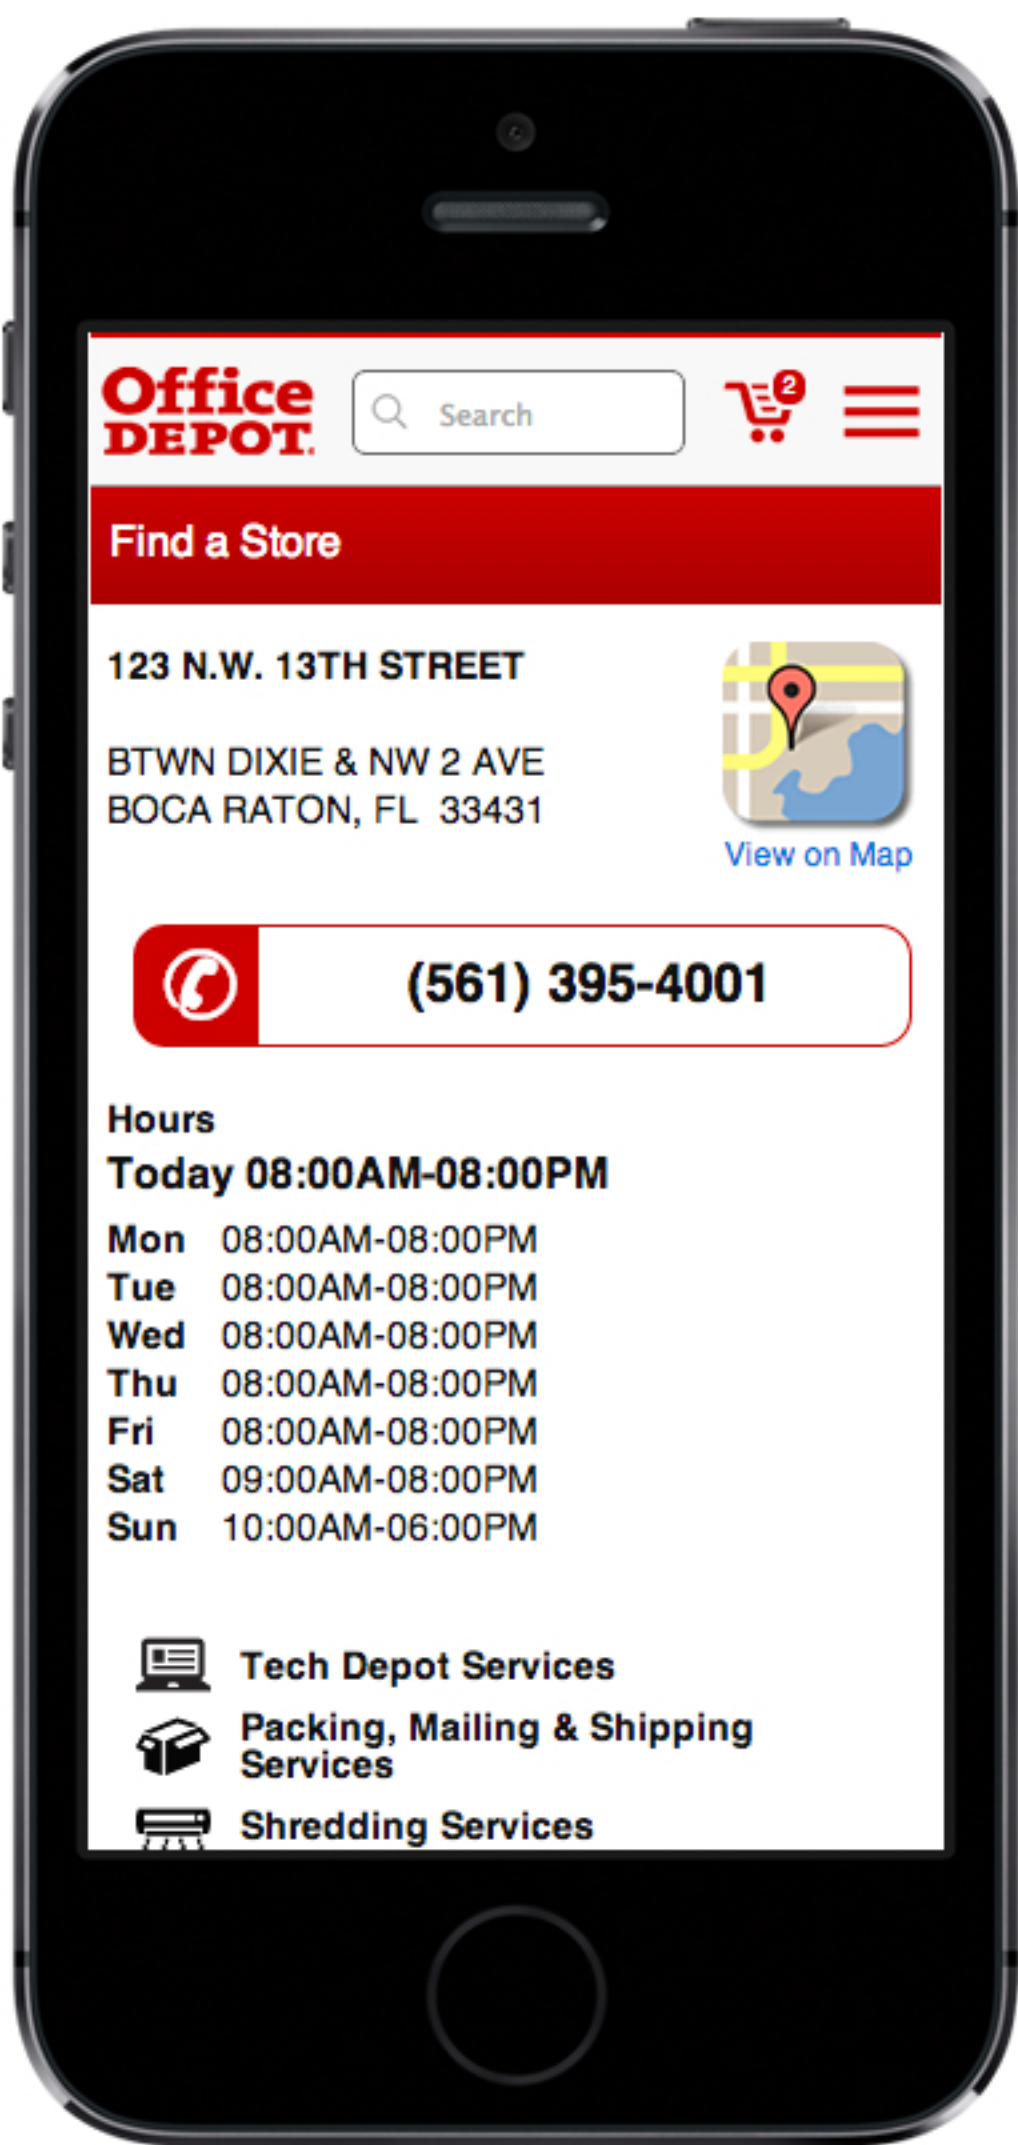 Office
DEPOT.
Search
2
Find a Store
123 N.W. 13TH STREET
BTWN DIXIE & NW 2 AVE
BOCA RATON, FL 33431
View on Map
(561) 395-4001
Hours
Today 08:00AM-08:00PM
Mon 08:00AM-08:00PM
Tue 08:00AM-08:00PM
Wed 08:00AM-08:00PM
Thu 08:00AM-08:00PM
Fri 08:00AM-08:00PM
Sat 09:00AM-08:00PM
Sun 10:00AM-06:00PM
Tech Depot Services
Packing, Mailing & Shipping
Services
Shredding Services